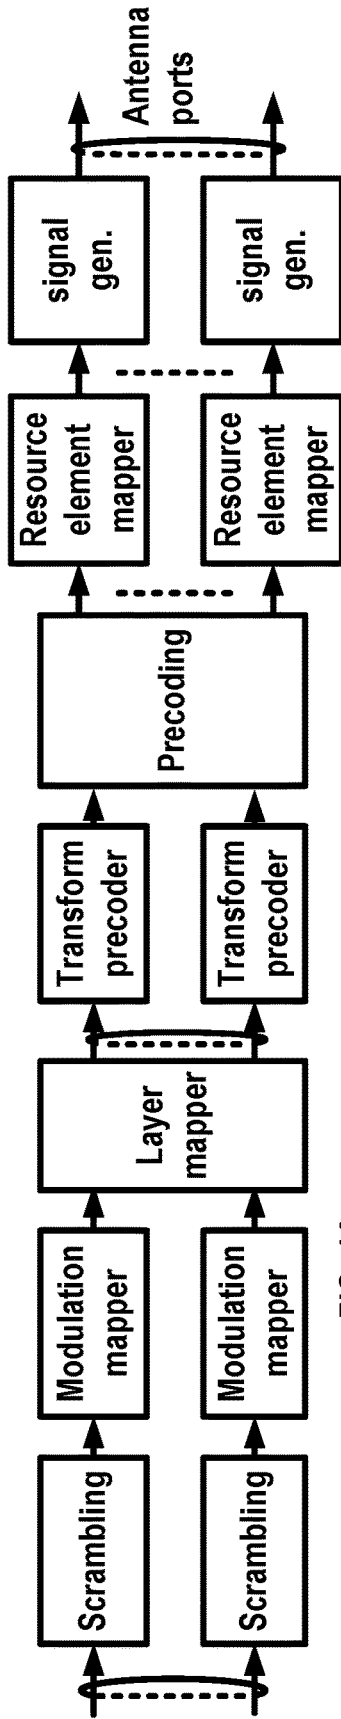 Scrambling
Modulation
mapper
Layer
mapper
Transform
precoder
Precoding
Resource
element
mapper
signal
gen.
Antenna
ports
Scrambling
Modulation
mapper
Transform
precoder
Resource
element
mapper
signal
gen.